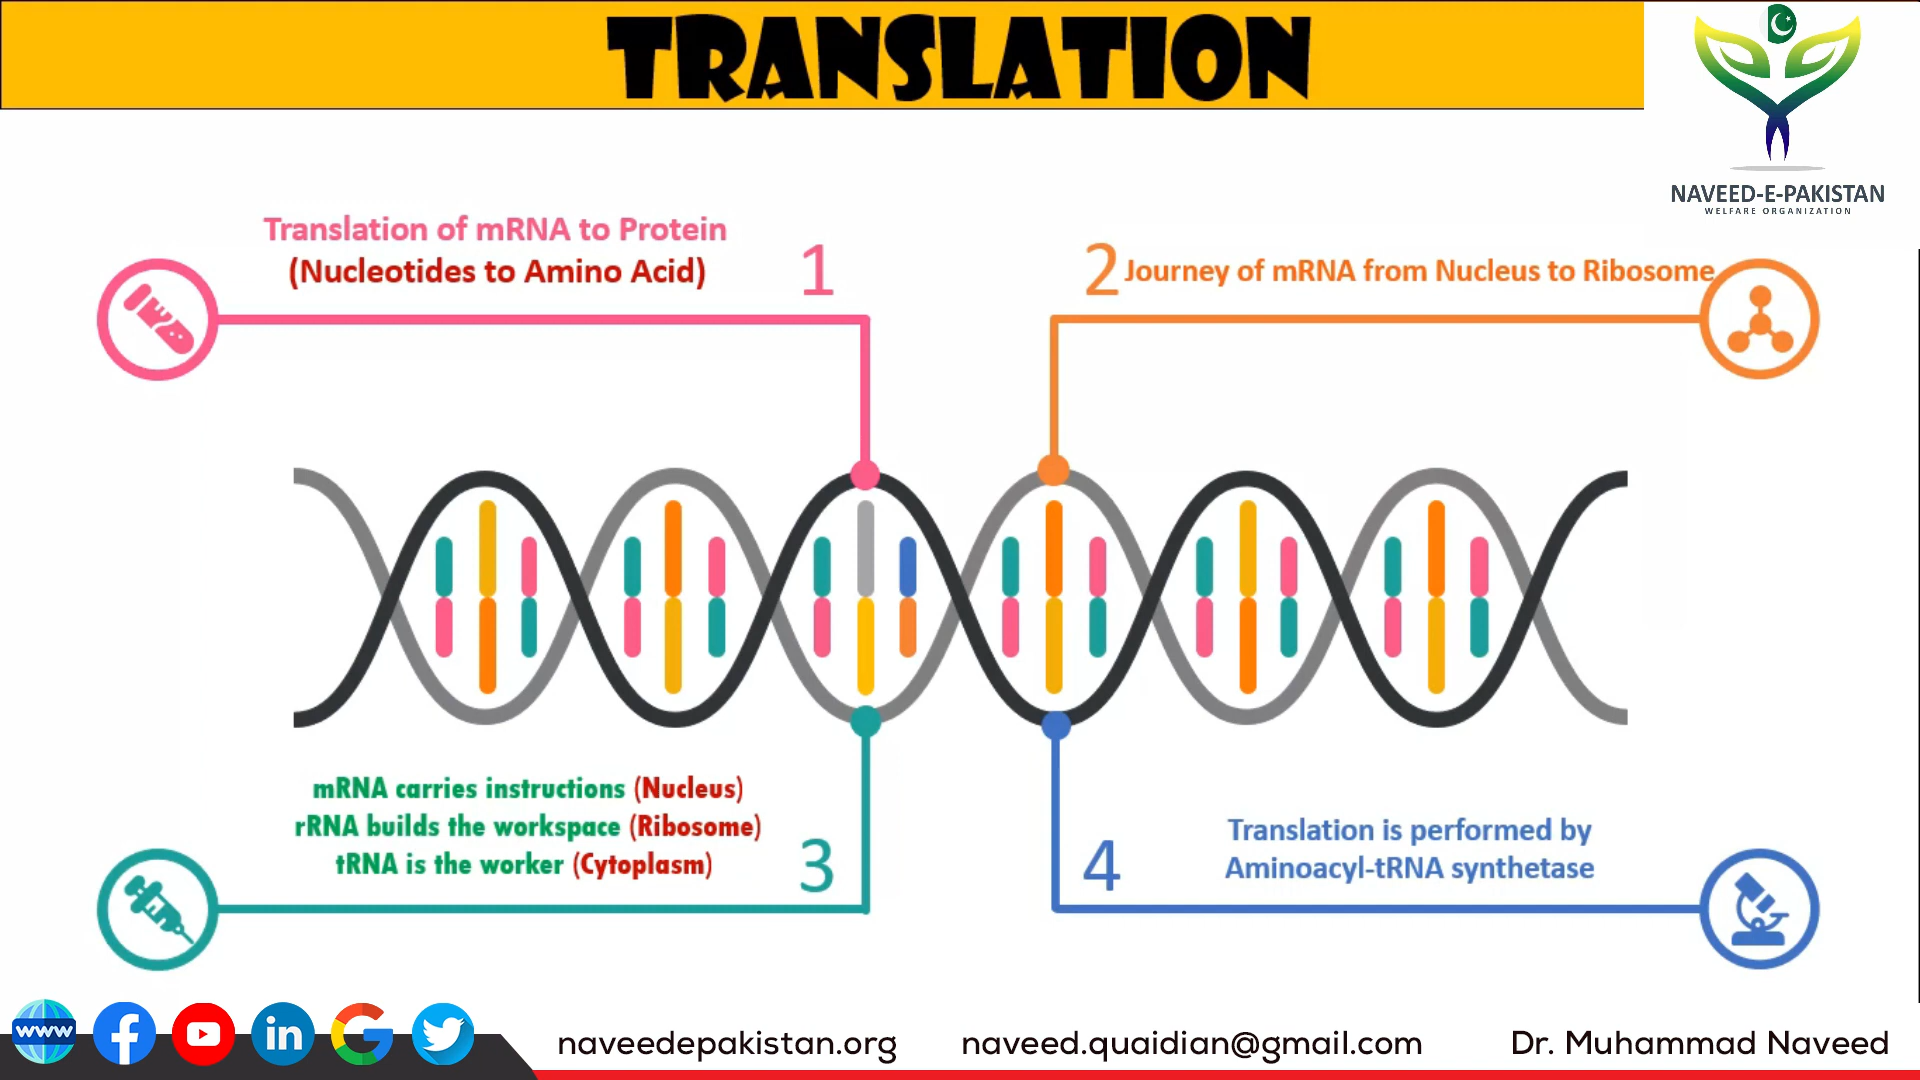 TRANSLATION
NAVEED-E-PAKISTAN
WELFARE ORGANIZATION
Translation of mRNA to Protein
(Nucleotides to Amino Acid)
1
2
Journey of mRNA from Nucleus to Ribosome
mRNA carries instructions (Nucleus)
rRNA builds the workspace (Ribosome)
tRNA is the worker (Cytoplasm)
3
4
Translation is performed by
Aminoacyl-tRNA synthetase
www
f
in
G
naveedepakistan.org
naveed.quaidian@gmail.com
Dr. Muhammad Naveed